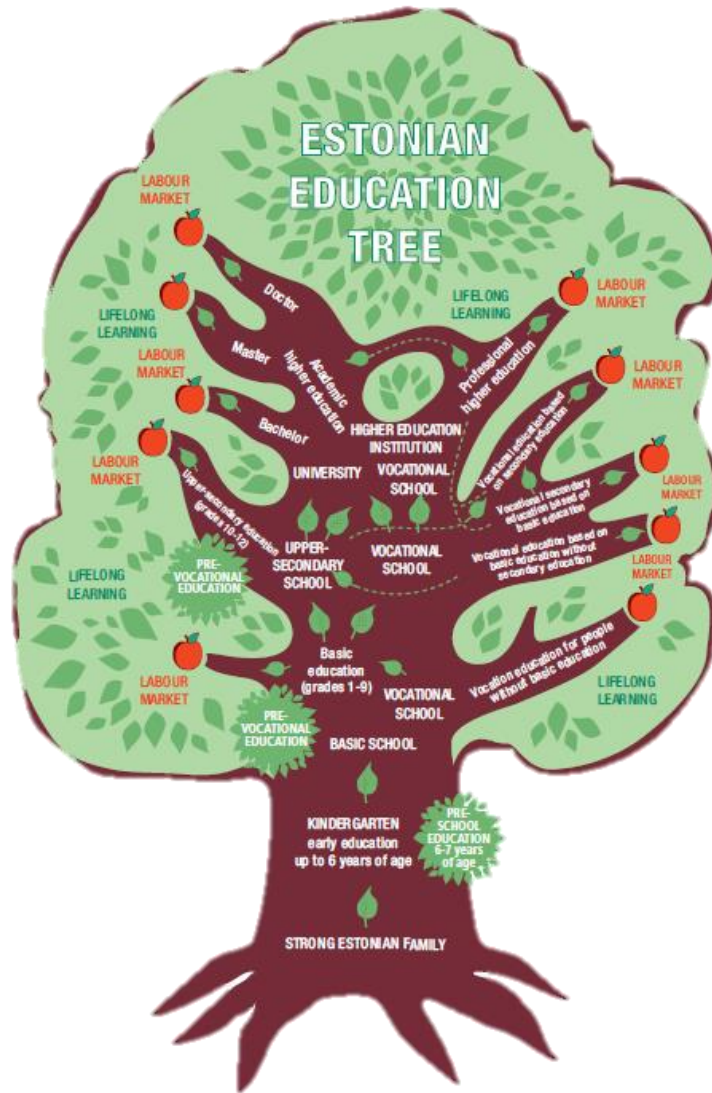 ESTONIAN
EDUCATION
TREE
LABOUR
MARKET
Doctor
LIFELONG
LEARNING
LIFELONG
LEARNING
LABOUR
MARKET
Master
Academic
higher education
Professional
higher education
LABOUR
MARKET
LABOUR
MARKET
Bachelor
HIGHER EDUCATION
INSTITUTION
Vocational education based
on secondary education
LABOUR
MARKET
UNIVERSITY
VOCATIONAL
SCHOOL
Upper-secondary education
(grades 10-12)
Vocational secondary
education based on
basic education
LABOUR
MARKET
UPPER-
SECONDARY
SCHOOL
VOCATIONAL
SCHOOL
Vocational education based on
basic education without
secondary education
PRE-
VOCATIONAL
EDUCATION
LIFELONG
LEARNING
LABOUR
MARKET
Basic
education
(grades 1-9)
LABOUR
MARKET
VOCATIONAL
SCHOOL
Vocation education for people
without basic education
LIFELONG
LEARNING
PRE-
VOCATIONAL
EDUCATION
BASIC SCHOOL
KINDERGARTEN
early education
up to 6 years of age
PRE-
SCHOOL
EDUCATION
6-7 years
of age
STRONG ESTONIAN FAMILY